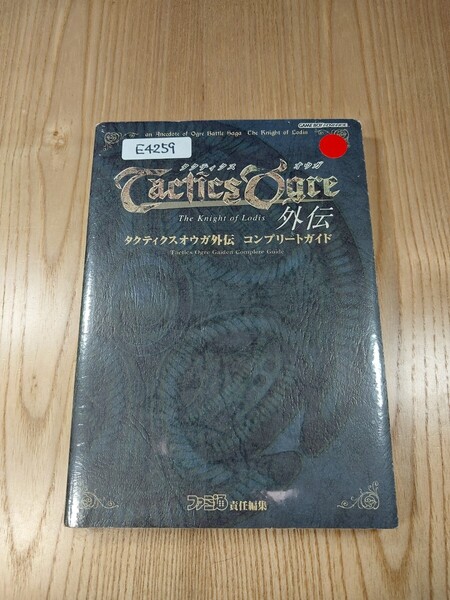 GAME BOY ADVANCE
an Anecdote of Ogre Battle Saga The Knight of Lodis
E4259
タクティクス オウガ
Tactics Ogre
The Knight of Lodis
外伝
タクティクスオウガ外伝 コンプリートガイド
Tactics Ogre Gaiden Complete Guide
ファミ通 責任編集